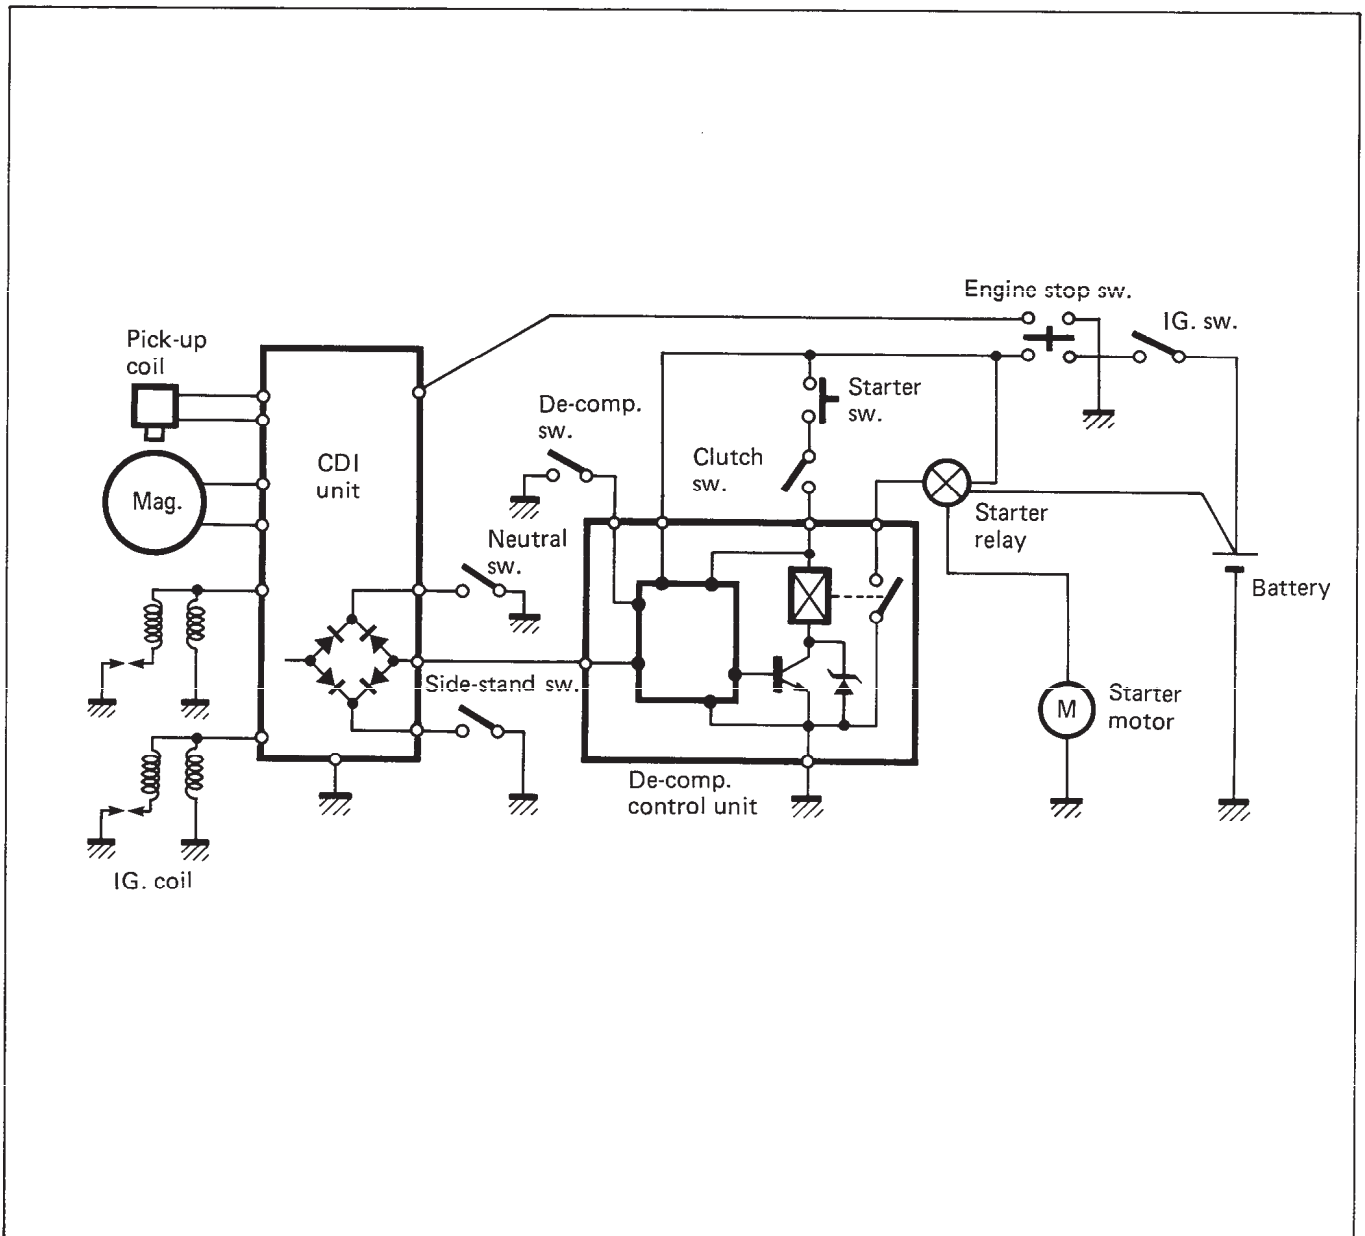 Engine stop sw.
IG. sw.
Pick-up
coil
Starter
sw.
De-comp.
sw.
CDI
unit
Clutch
sw.
Mag.
Starter
relay
Neutral
sw.
Battery
Side-stand sw.
M
Starter
motor
De-comp.
control unit
IG. coil